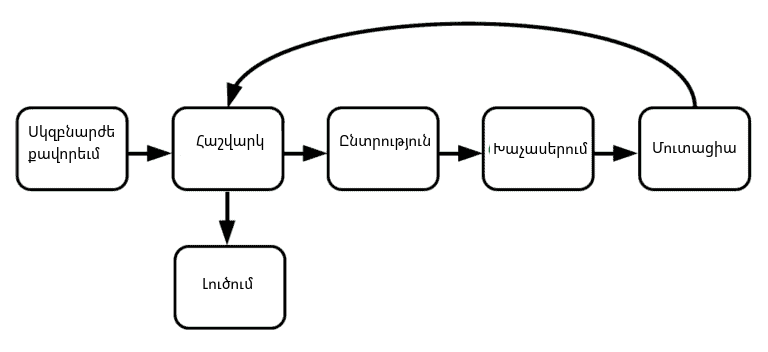 Սկզբնարժե
քավորեւմ
Հաշվարկ
Ընտրություն
Խաչասերում
Մուտացիա
Լուծում